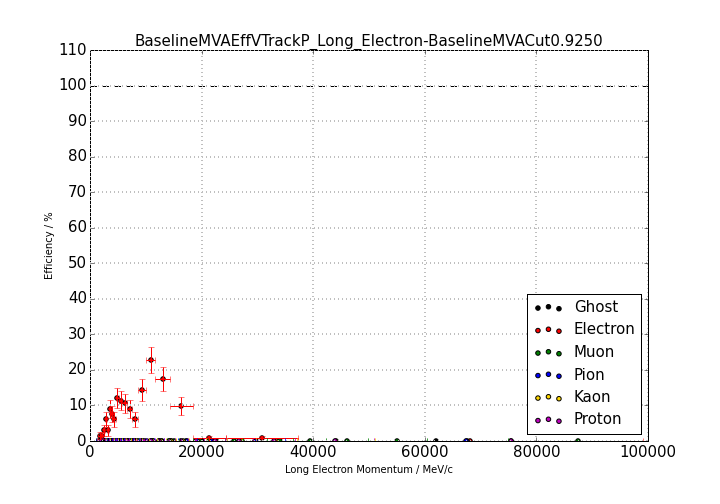 BaselineMVAEffVTrackP_Long_Electron-BaselineMVACut0.9250
110
100
90
80
70
60
50
40
30
20
10
0
Efficiency / %
Ghost
Electron
Muon
Pion
Kaon
Proton
0
20000
40000
60000
80000
100000
Long Electron Momentum / MeV/c